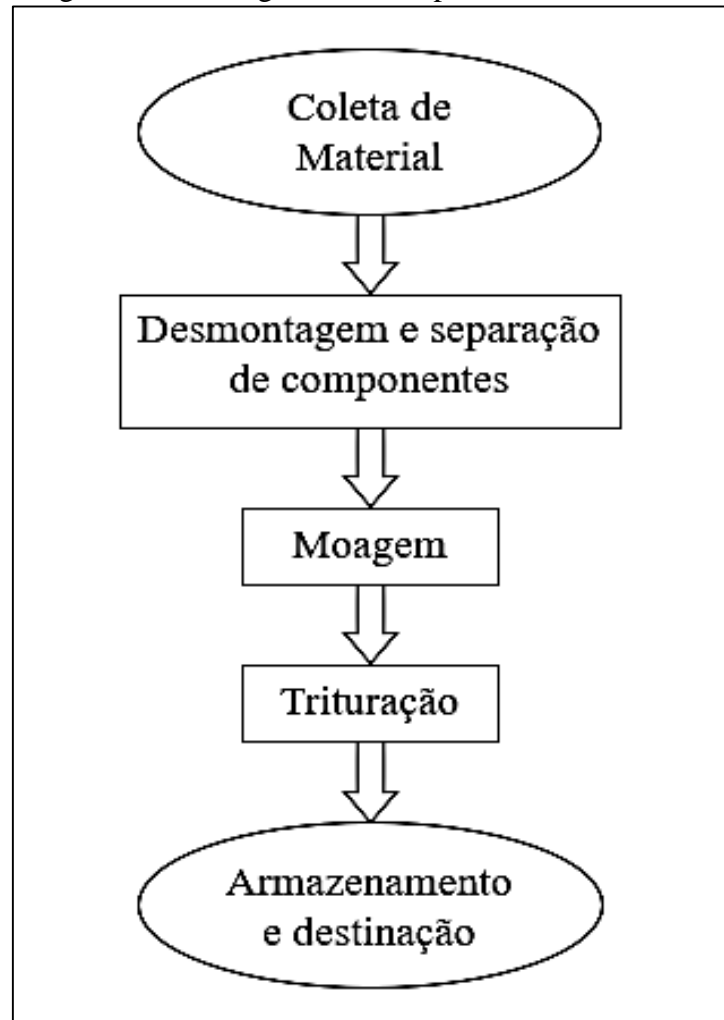 Coleta de
Material
Desmontagem e separação
de componentes
Moagem
Trituração
Armazenamento
e destinação